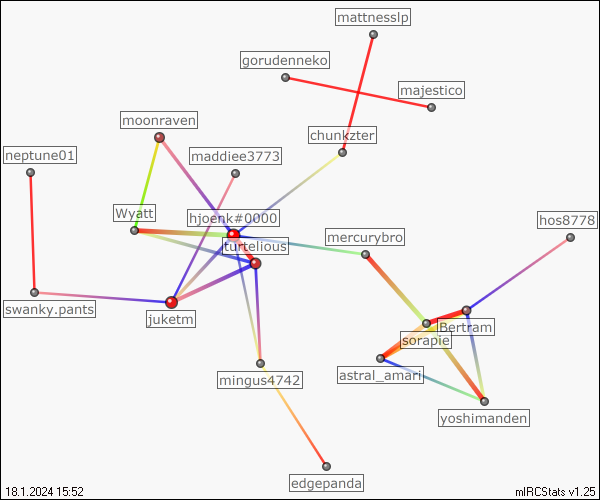 mattnesslp
gorudenneko
majestico
moonraven
chunkzter
neptune01
maddiee3773
Wyatt
hjoenk#0000
hos8778
mercurybro
turtelious
swanky.pants
juketm
Bertram
sorapie
astral_amari
mingus4742
yoshimanden
edgepanda
18.1.2024 15:52
mIRCStats v1.25